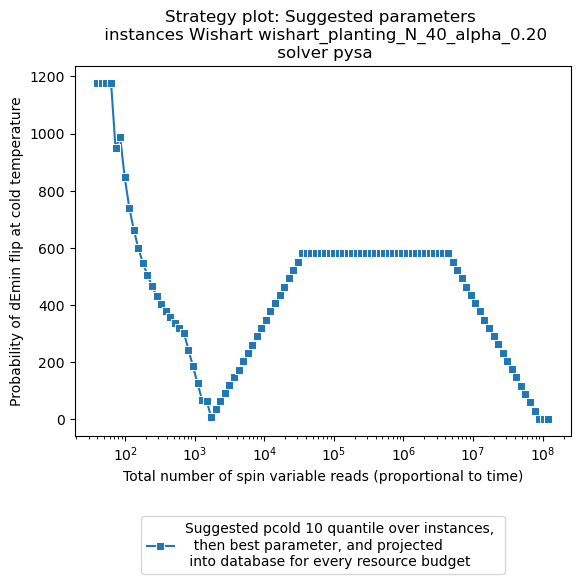 Strategy plot: Suggested parameters
instances Wishart wishart_planting_N_40_alpha_0.20
solver pysa
1200
1000
800
600
400
200
0
Probability of dEmin flip at cold temperature
10² 10³ 10⁴ 10⁵ 10⁶ 10⁷ 10⁸
Total number of spin variable reads (proportional to time)
Suggested pcold 10 quantile over instances,
then best parameter, and projected
into database for every resource budget